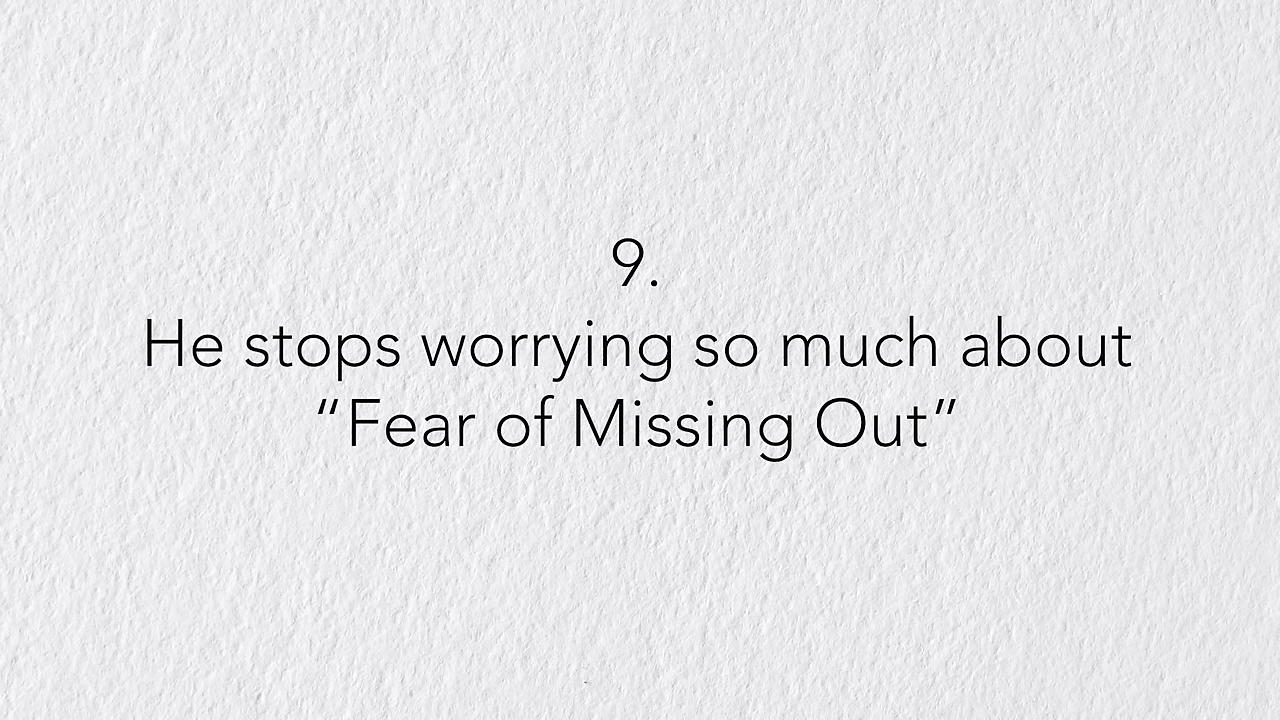 9.
He stops worrying so much about
“Fear of Missing Out”